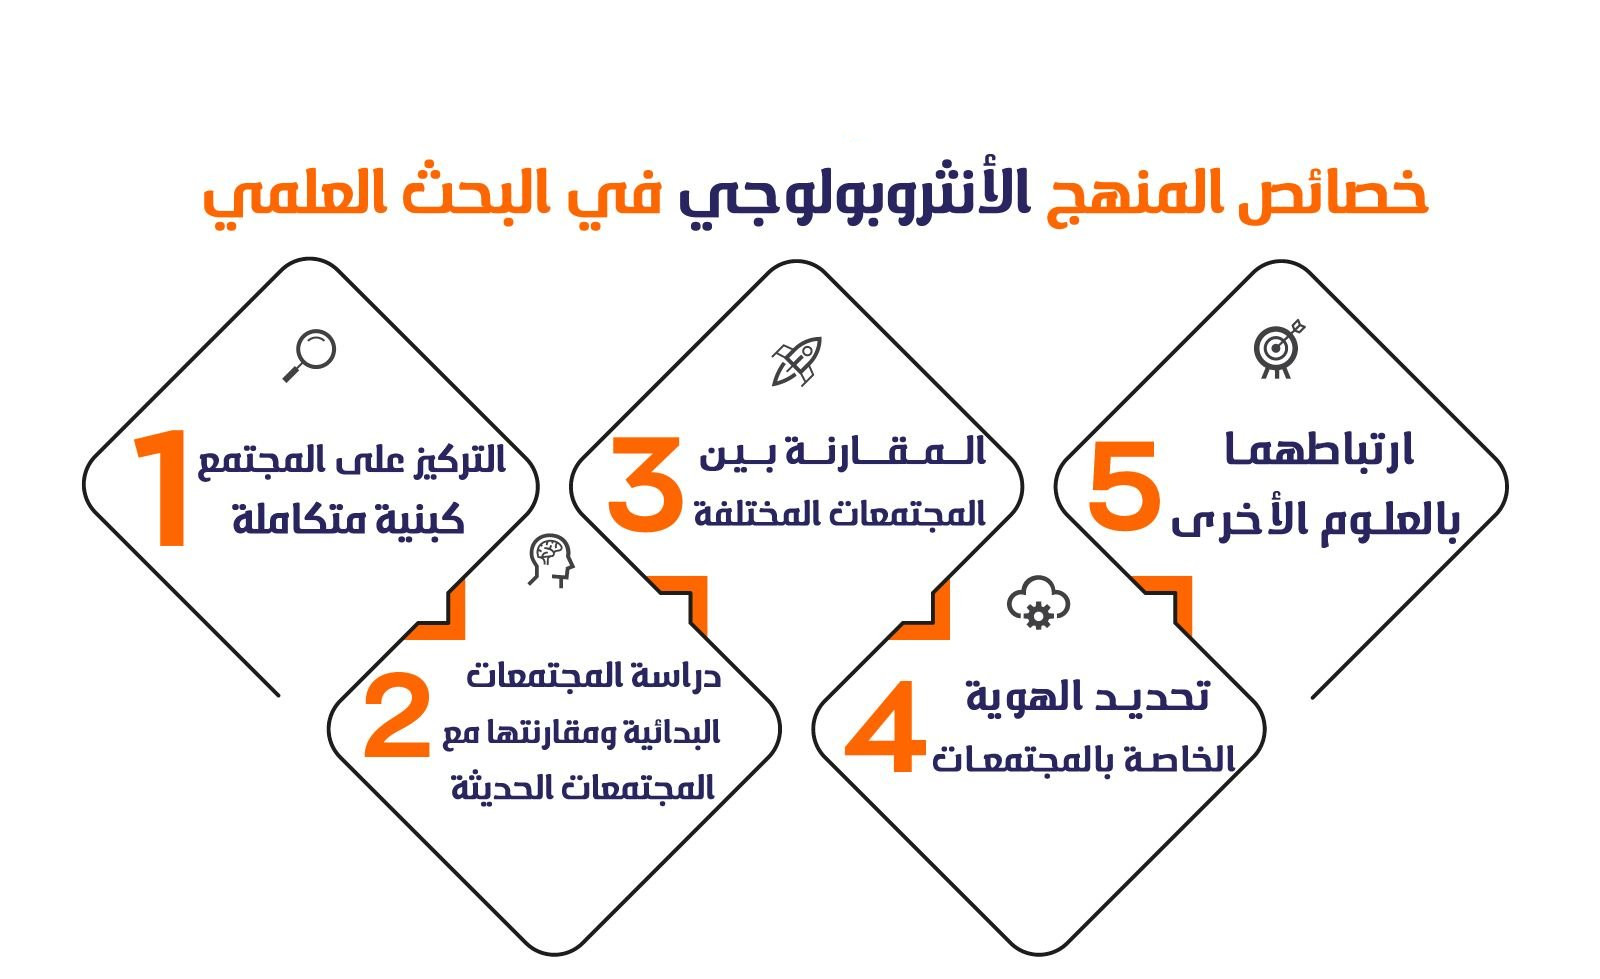 خصائص المنهج الأنثروبولوجي في البحث العلمي
1
التركيز على المجتمع
كبنية متكاملة
2
دراسة المجتمعات
البدائية ومقارنتها مع
المجتمعات الحديثة
3
المقارنة بين
المجتمعات المختلفة
4
تحديد الهوية
الخاصة بالمجتمعات
5
ارتباطهما
بالعلوم الأخرى